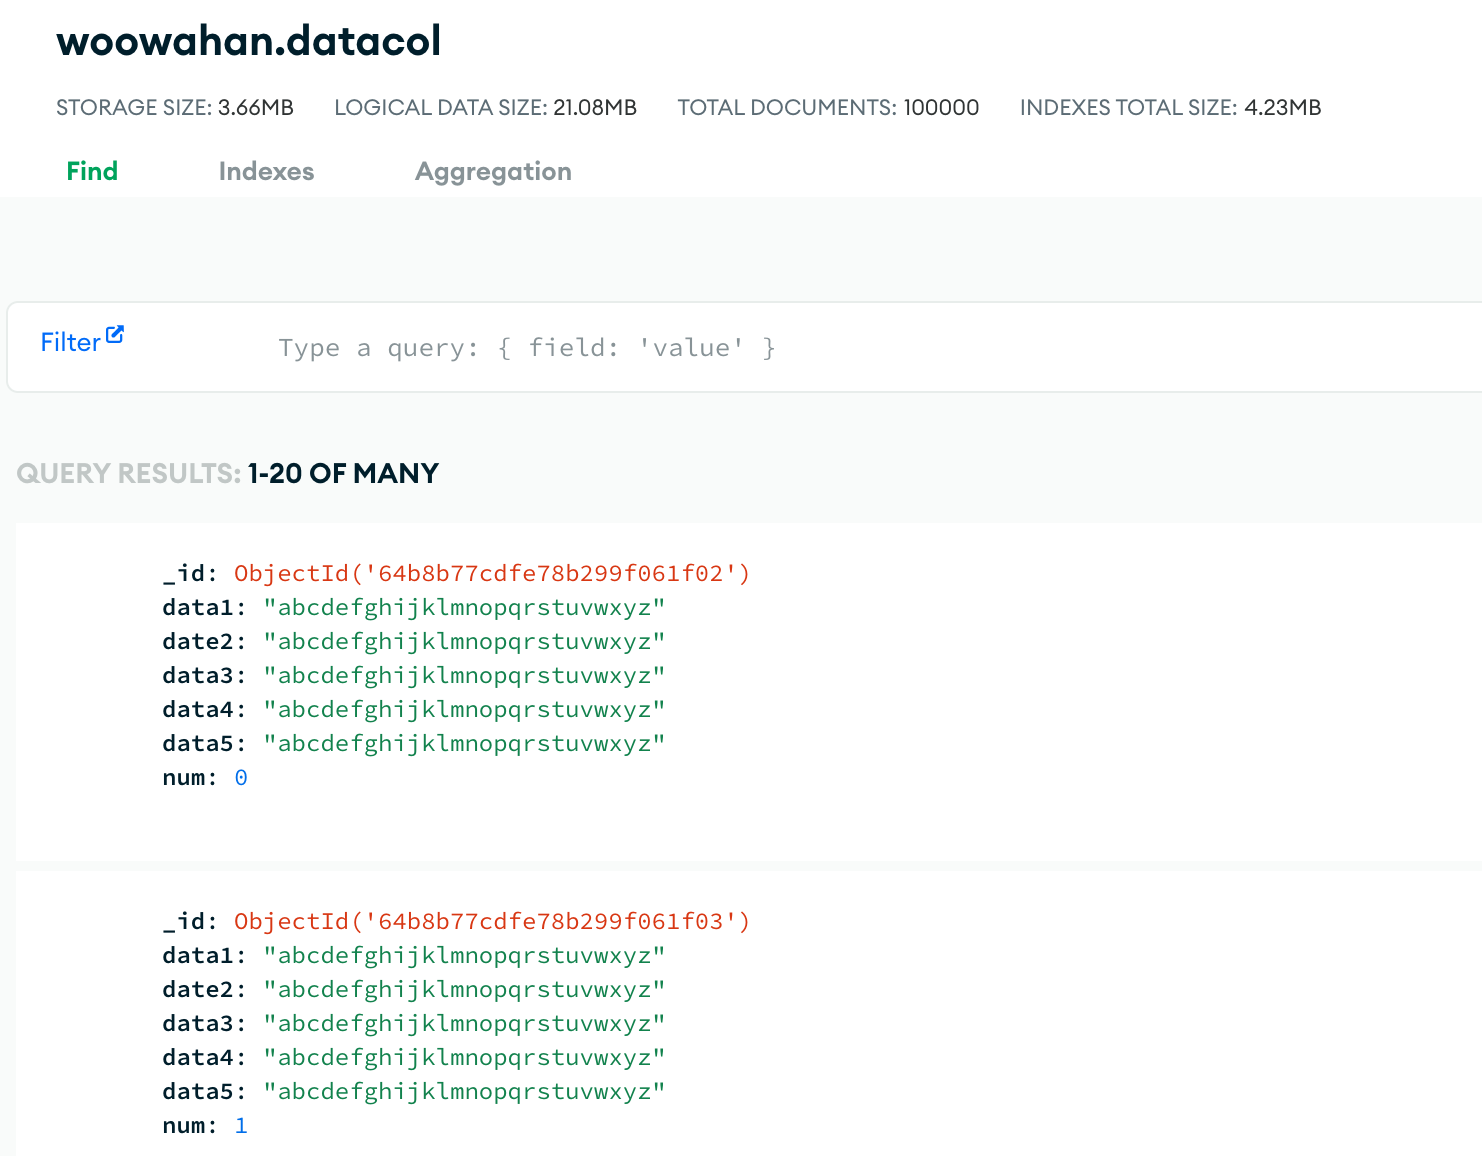 woowahan.datacol
STORAGE SIZE: 3.66MB LOGICAL DATA SIZE: 21.08MB TOTAL DOCUMENTS: 100000 INDEXES TOTAL SIZE: 4.23MB
Find Indexes Aggregation
Filter Type a query: { field: 'value' }
QUERY RESULTS: 1-20 OF MANY
_id: ObjectId('64b8b77cdfe78b299f061f02')
data1: "abcdefghijklmnopqrstuvwxyz"
date2: "abcdefghijklmnopqrstuvwxyz"
data3: "abcdefghijklmnopqrstuvwxyz"
data4: "abcdefghijklmnopqrstuvwxyz"
data5: "abcdefghijklmnopqrstuvwxyz"
num: 0
_id: ObjectId('64b8b77cdfe78b299f061f03')
data1: "abcdefghijklmnopqrstuvwxyz"
date2: "abcdefghijklmnopqrstuvwxyz"
data3: "abcdefghijklmnopqrstuvwxyz"
data4: "abcdefghijklmnopqrstuvwxyz"
data5: "abcdefghijklmnopqrstuvwxyz"
num: 1